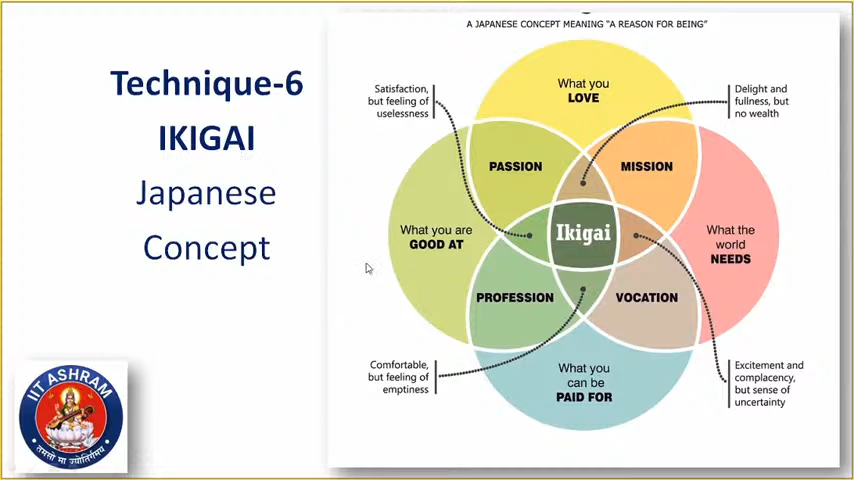 Technique-6
IKIGAI
Japanese
Concept
A JAPANESE CONCEPT MEANING “A REASON FOR BEING”
Satisfaction,
but feeling of
uselessness
What you
LOVE
Delight and
fullness, but
no wealth
PASSION
MISSION
What you are
GOOD AT
Ikigai
What the
world
NEEDS
PROFESSION
VOCATION
Comfortable,
but feeling of
emptiness
What you
can be
PAID FOR
Excitement and
complacency,
but sense of
uncertainty
IIT ASHRAM
तमसो मा ज्योतिर्गमय